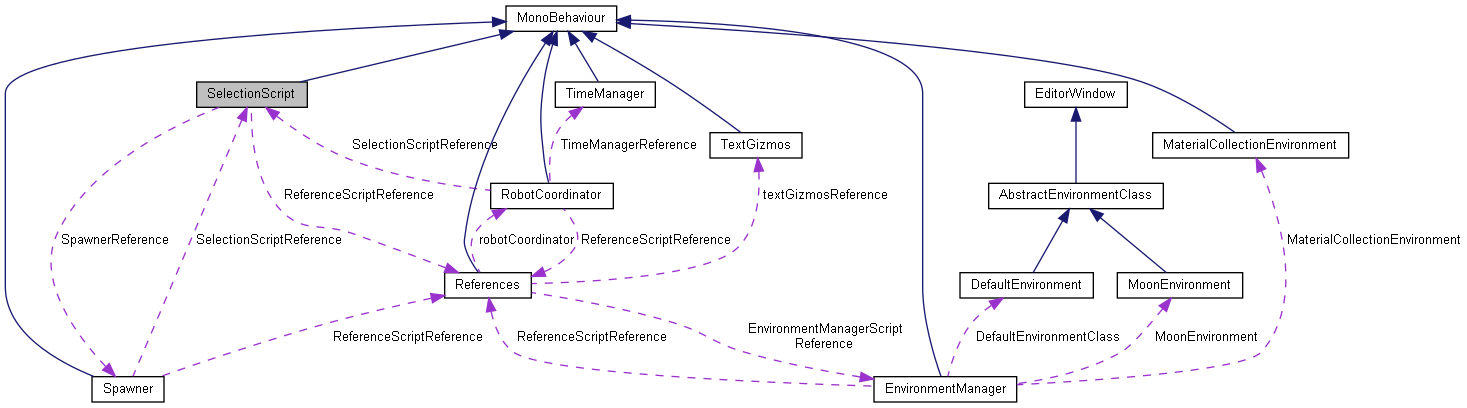 MonoBehaviour
SelectionScript
TimeManager
EditorWindow
SelectionScriptReference
TimeManagerReference
TextGizmos
MaterialCollectionEnvironment
ReferenceScriptReference
RobotCoordinator
textGizmosReference
AbstractEnvironmentClass
SpawnerReference
SelectionScriptReference
robotCoordinator
ReferenceScriptReference
MaterialCollectionEnvironment
References
DefaultEnvironment
MoonEnvironment
ReferenceScriptReference
ReferenceScriptReference
EnvironmentManagerScript
Reference
DefaultEnvironmentClass
MoonEnvironment
Spawner
EnvironmentManager